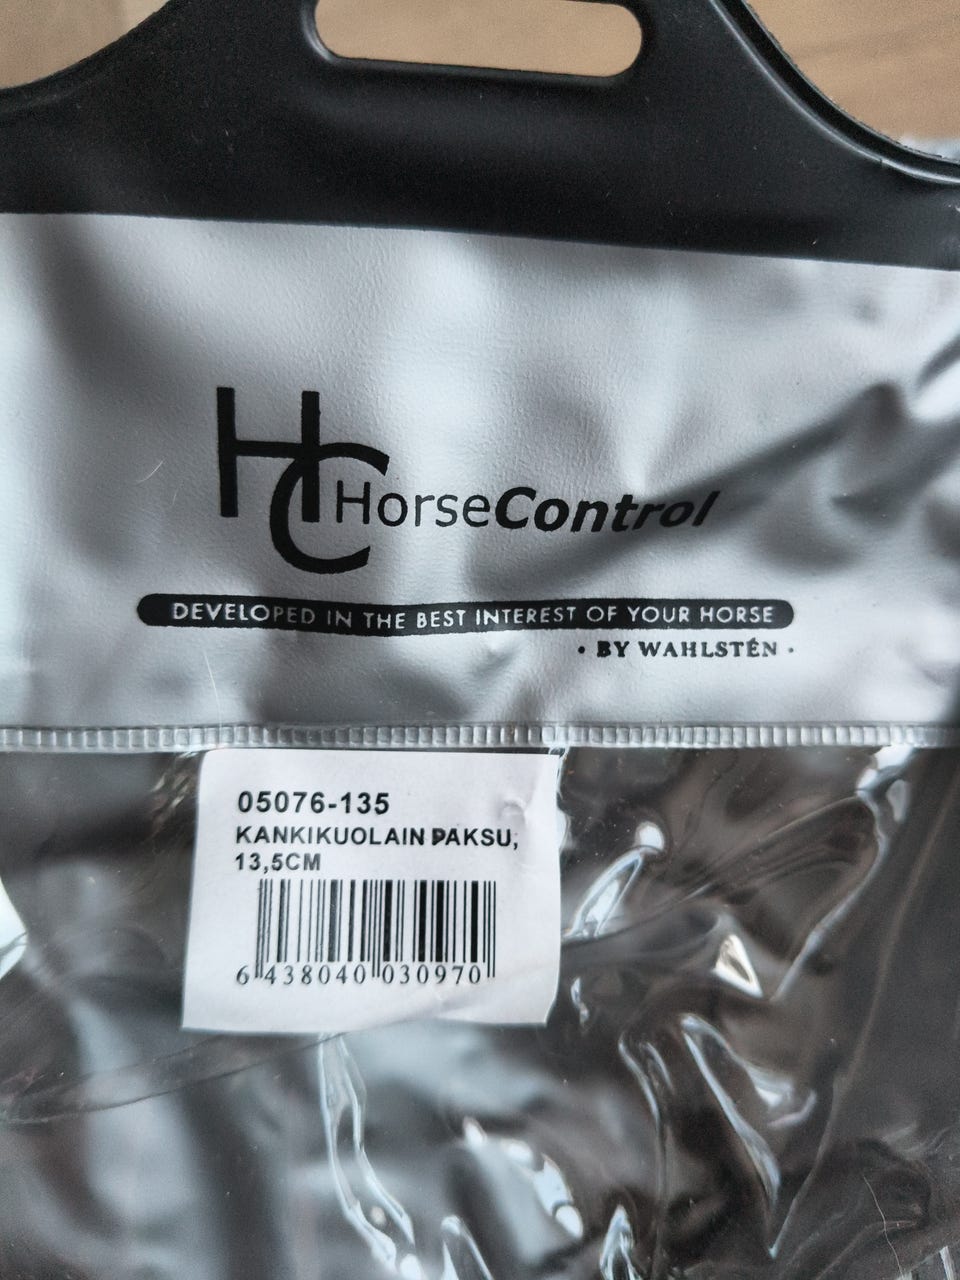 HC HorseControl
DEVELOPED IN THE BEST INTEREST OF YOUR HORSE
• BY WAHLSTÉN •
05076-135
KANKIKUOLAIN PAKSU,
13,5CM
6 438040 030970